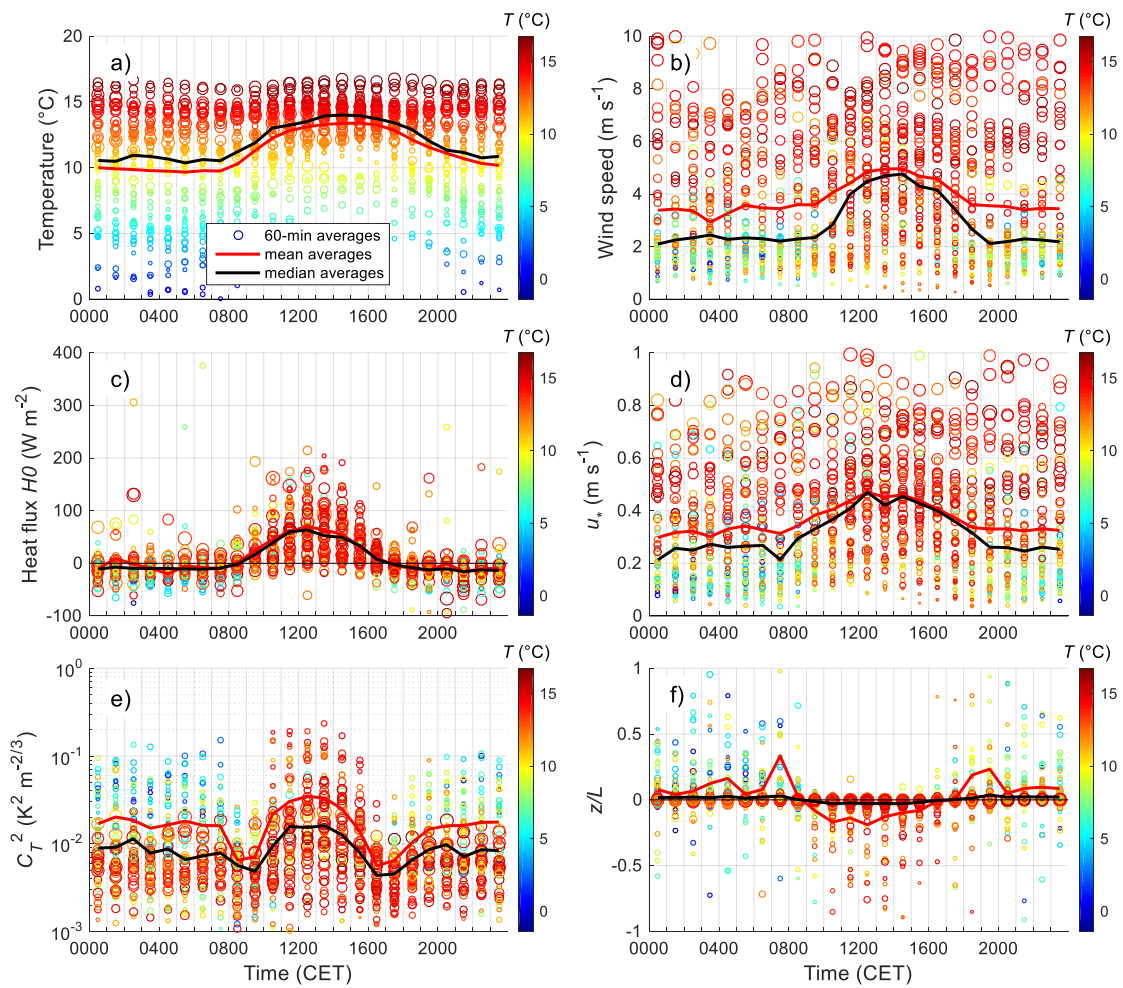 T (°C)
T (°C)
a)
b)
Temperature (°C)
20
15
10
5
0
60-min averages
mean averages
median averages
0000 0400 0800 1200 1600 2000
15
10
5
0
Wind speed (m s-1)
10
8
6
4
2
0
0000 0400 0800 1200 1600 2000
15
10
5
0
T (°C)
T (°C)
c)
d)
Heat flux H0 (W m-2)
400
300
200
100
0
-100
0000 0400 0800 1200 1600 2000
15
10
5
0
u* (m s-1)
1
0.8
0.6
0.4
0.2
0
0000 0400 0800 1200 1600 2000
15
10
5
0
T (°C)
T (°C)
e)
f)
CT2 (K2 m-2/3)
100
10-1
10-2
10-3
0000 0400 0800 1200 1600 2000
Time (CET)
15
10
5
0
z/L
1
0.5
0
-0.5
-1
0000 0400 0800 1200 1600 2000
Time (CET)
15
10
5
0